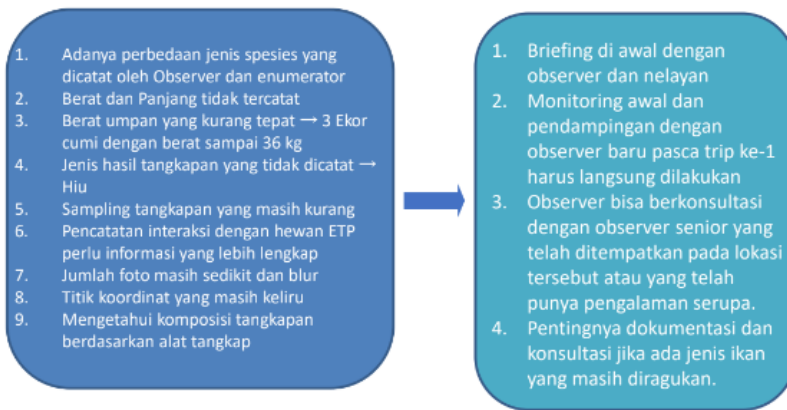 1. Adanya perbedaan jenis spesies yang
dicatat oleh Observer dan enumerator
2. Berat dan Panjang tidak tercatat
3. Berat umpan yang kurang tepat → 3 Ekor
cumi dengan berat sampai 36 kg
4. Jenis hasil tangkapan yang tidak dicatat →
Hiu
5. Sampling tangkapan yang masih kurang
6. Pencatatan interaksi dengan hewan ETP
perlu informasi yang lebih lengkap
7. Jumlah foto masih sedikit dan blur
8. Titik koordinat yang masih keliru
9. Mengetahui komposisi tangkapan
berdasarkan alat tangkap
1. Briefing di awal dengan
observer dan nelayan
2. Monitoring awal dan
pendampingan dengan
observer baru pasca trip ke-1
harus langsung dilakukan
3. Observer bisa berkonsultasi
dengan observer senior yang
telah ditempatkan pada lokasi
tersebut atau yang telah
punya pengalaman serupa.
4. Pentingnya dokumentasi dan
konsultasi jika ada jenis ikan
yang masih diragukan.